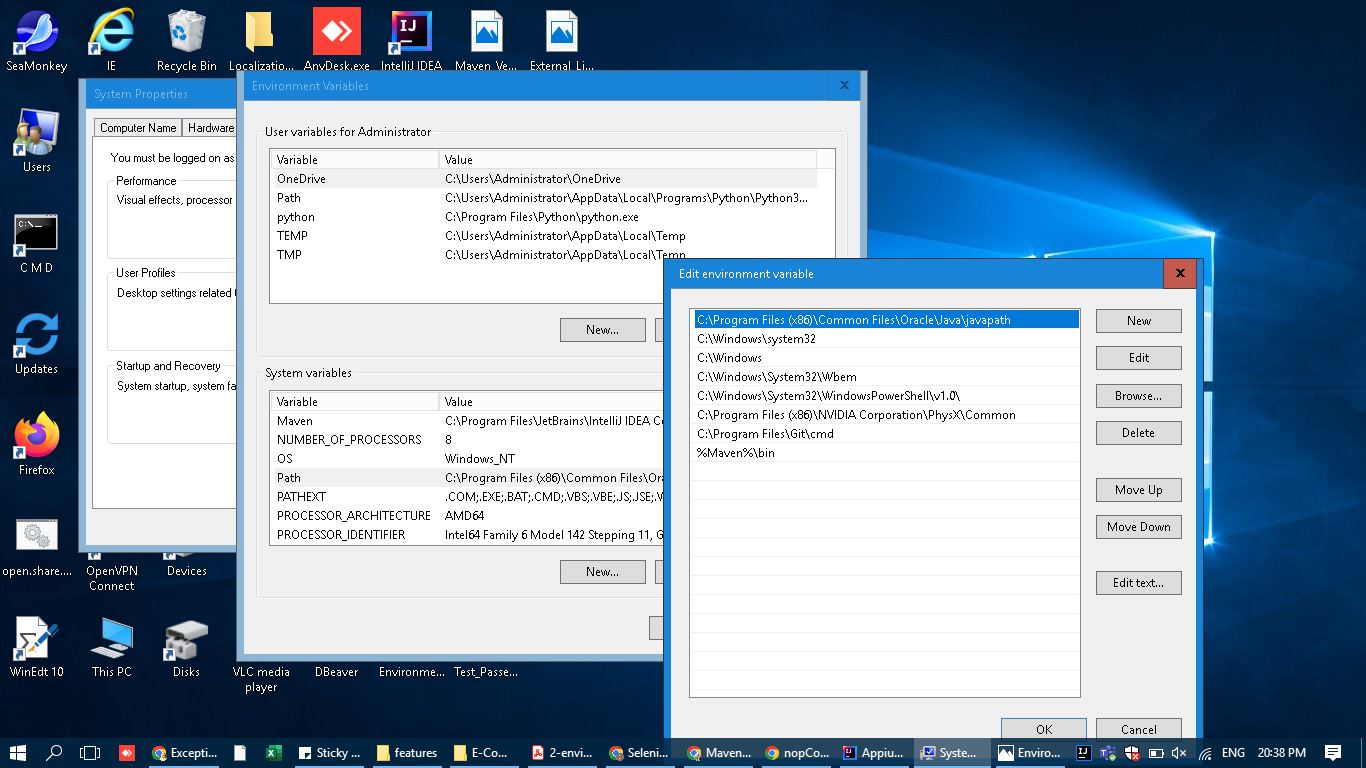 SeaMonkey
IE
Recycle Bin
Localizatio...
AnyDesk.exe
IntelliJ IDEA
Maven_Ve...
External_Li...
System Properties
Computer Name
Hardware
You must be logged on as
Performance
Visual effects, processor
User Profiles
Desktop settings related
Startup and Recovery
System startup, system fa
Environment Variables
User variables for Administrator
Variable Value
OneDrive C:\Users\Administrator\OneDrive
Path C:\Users\Administrator\AppData\Local\Programs\Python\Python3...
python C:\Program Files\Python\python.exe
TEMP C:\Users\Administrator\AppData\Local\Temp
TMP C:\Users\Administrator\AppData\Local\Temp
New...
System variables
Variable Value
Maven C:\Program Files\JetBrains\IntelliJ IDEA Co
NUMBER_OF_PROCESSORS 8
OS Windows_NT
Path C:\Program Files (x86)\Common Files\Ora
PATHEXT .COM;.EXE;.BAT;.CMD;.VBS;.VBE;.JS;.JSE;.W
PROCESSOR_ARCHITECTURE AMD64
PROCESSOR_IDENTIFIER Intel64 Family 6 Model 142 Stepping 11, G
New...
Edit environment variable
C:\Program Files (x86)\Common Files\Oracle\Java\javapath
C:\Windows\system32
C:\Windows
C:\Windows\System32\Wbem
C:\Windows\System32\WindowsPowerShell\v1.0\
C:\Program Files (x86)\NVIDIA Corporation\PhysX\Common
C:\Program Files\Git\cmd
%Maven%\bin
New
Edit
Browse...
Delete
Move Up
Move Down
Edit text...
OK
Cancel
Users
C M D
Updates
Firefox
open.share....
OpenVPN
Connect
Devices
WinEdt 10
This PC
Disks
VLC media
player
DBeaver
Environme...
Test_Passe...
Excepti...
Sticky ...
features
E-Co...
2-envi...
Seleni...
Maven...
nopCo...
Appiu...
Syste...
Enviro...
ENG
20:38 PM